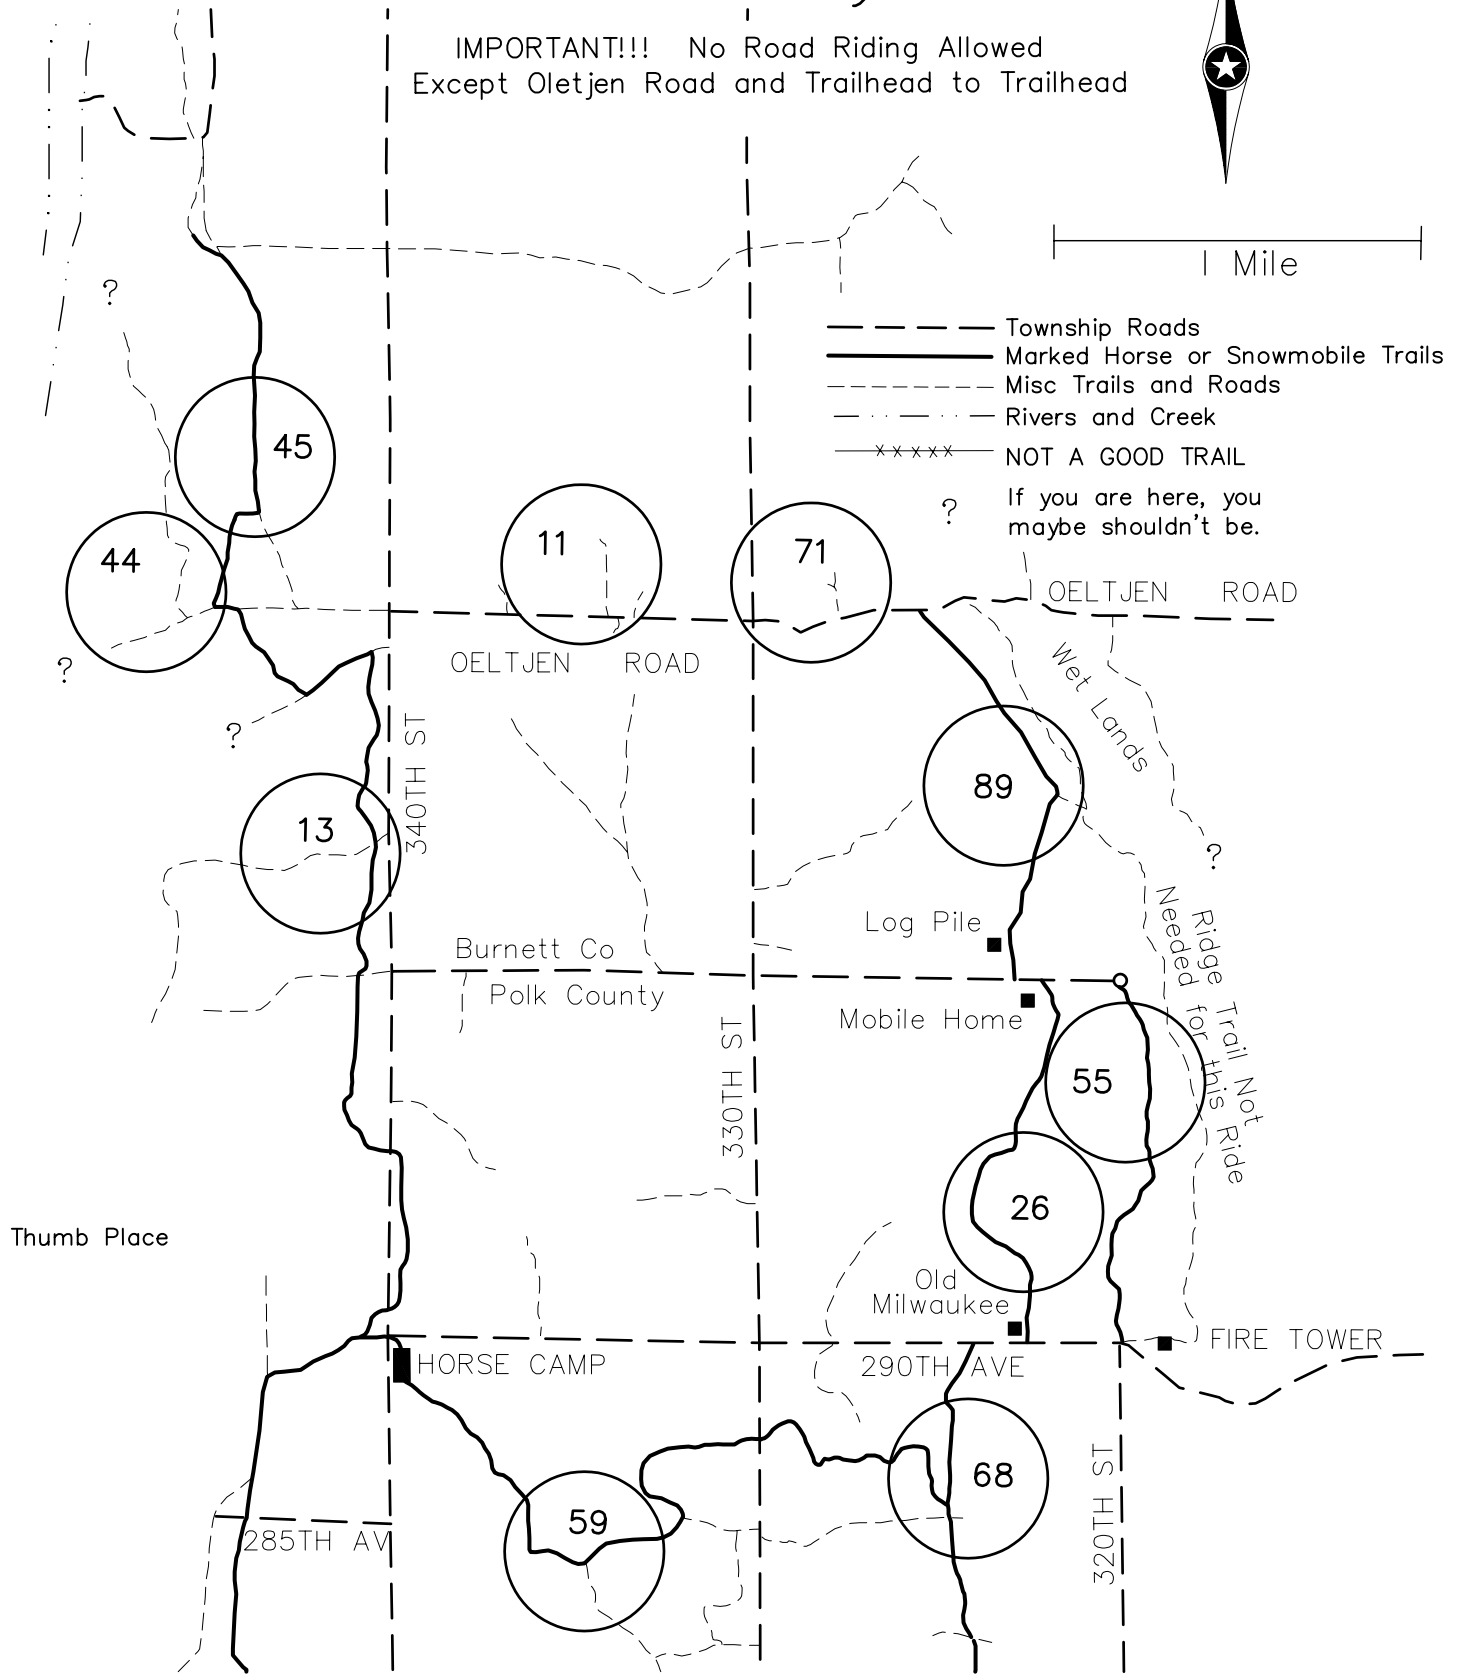 IMPORTANT!!! No Road Riding Allowed
Except Oletjen Road and Trailhead to Trailhead
1 Mile
Township Roads
Marked Horse or Snowmobile Trails
Misc Trails and Roads
Rivers and Creek
NOT A GOOD TRAIL
If you are here, you
maybe shouldn't be.
?
?
45
44
11
71
OELTJEN ROAD
?
OELTJEN ROAD
?
Wet Lands
340TH ST
89
13
?
Log Pile
Ridge Trail Not
Needed for this Ride
Burnett Co
Polk County
Mobile Home
330TH ST
55
26
Thumb Place
Old
Milwaukee
FIRE TOWER
HORSE CAMP
290TH AVE
68
320TH ST
59
285TH AV